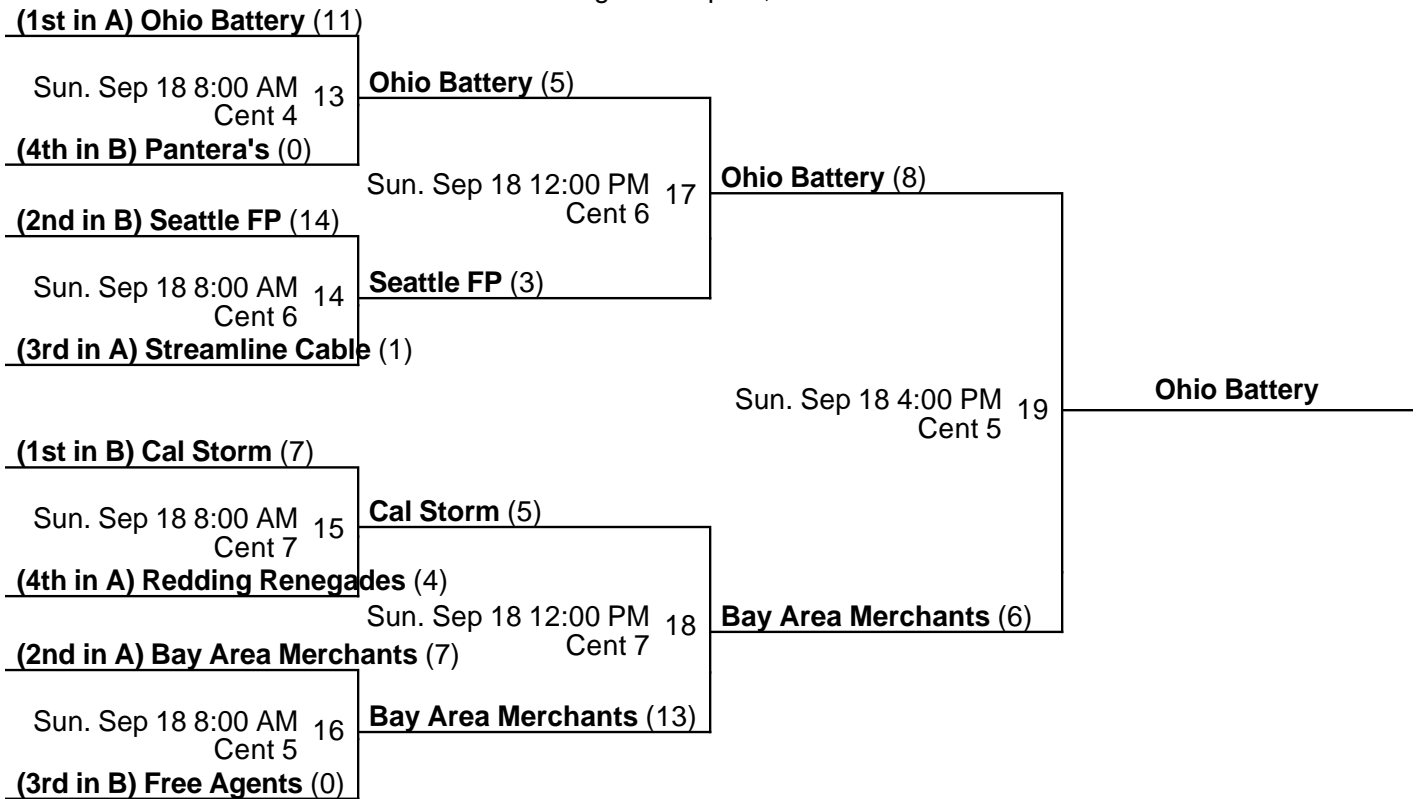 (1st in A) Ohio Battery (11)
Sun. Sep 18 8:00 AM 13
Cent 4
Ohio Battery (5)
(4th in B) Pantera's (0)
Sun. Sep 18 12:00 PM 17
Cent 6
Ohio Battery (8)
(2nd in B) Seattle FP (14)
Sun. Sep 18 8:00 AM 14
Cent 6
Seattle FP (3)
(3rd in A) Streamline Cable (1)
Sun. Sep 18 4:00 PM 19
Cent 5
Ohio Battery
(1st in B) Cal Storm (7)
Sun. Sep 18 8:00 AM 15
Cent 7
Cal Storm (5)
(4th in A) Redding Renegades (4)
Sun. Sep 18 12:00 PM 18
Cent 7
Bay Area Merchants (6)
(2nd in A) Bay Area Merchants (7)
Sun. Sep 18 8:00 AM 16
Cent 5
Bay Area Merchants (13)
(3rd in B) Free Agents (0)